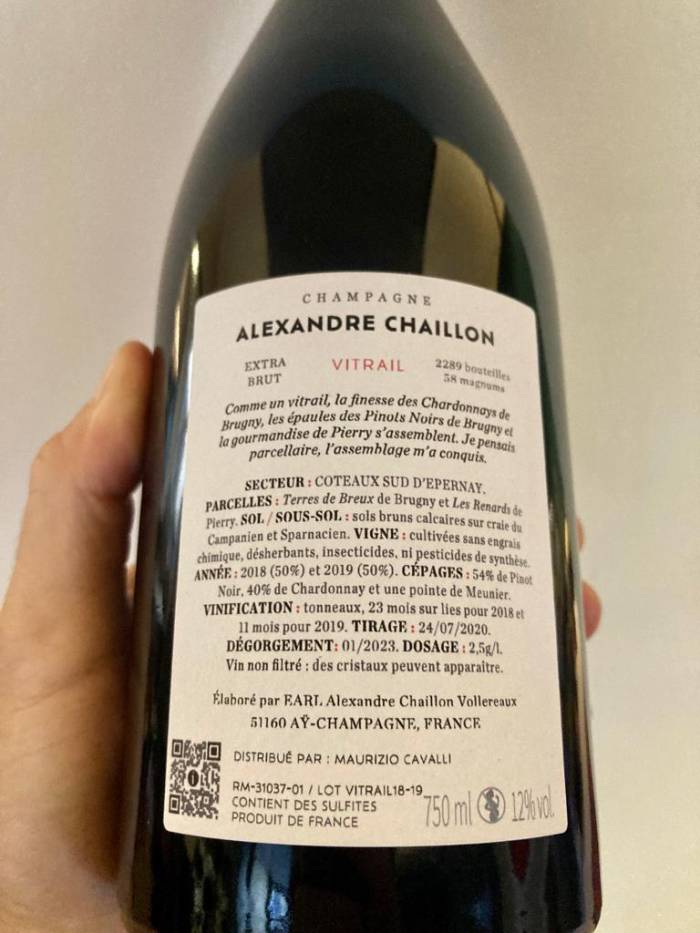 CHAMPAGNE
ALEXANDRE CHAILLON
EXTRA
BRUT
VITRAIL
2289 bouteilles
58 magnums
Comme un vitrail, la finesse des Chardonnays de
Brugny, les épaules des Pinots Noirs de Brugny et
la gourmandise de Pierry s'assemblent. Je pensais
parcellaire, l'assemblage m'a conquis.
SECTEUR : COTEAUX SUD D'EPERNAY.
PARCELLES : Terres de Breux de Brugny et Les Renards de
Pierry. SOL / SOUS-SOL : sols bruns calcaires sur craie du
Campanien et Sparnacien. VIGNE : cultivées sans engrais
chimique, désherbants, insecticides, ni pesticides de synthèse.
ANNÉE : 2018 (50%) et 2019 (50%). CÉPAGES : 54% de Pinot
Noir, 40% de Chardonnay et une pointe de Meunier.
VINIFICATION : tonneaux, 23 mois sur lies pour 2018 et
11 mois pour 2019. TIRAGE : 24/07/2020.
DÉGORGEMENT: 01/2023. DOSAGE : 2,5g/l.
Vin non filtré : des cristaux peuvent apparaître.
Élaboré par EARL Alexandre Chaillon Vollereaux
51160 AŸ-CHAMPAGNE, FRANCE
DISTRIBUÉ PAR : MAURIZIO CAVALLI
RM-31037-01 / LOT VITRAIL18-19
CONTIENT DES SULFITES
PRODUIT DE FRANCE
750 ml 12% vol.